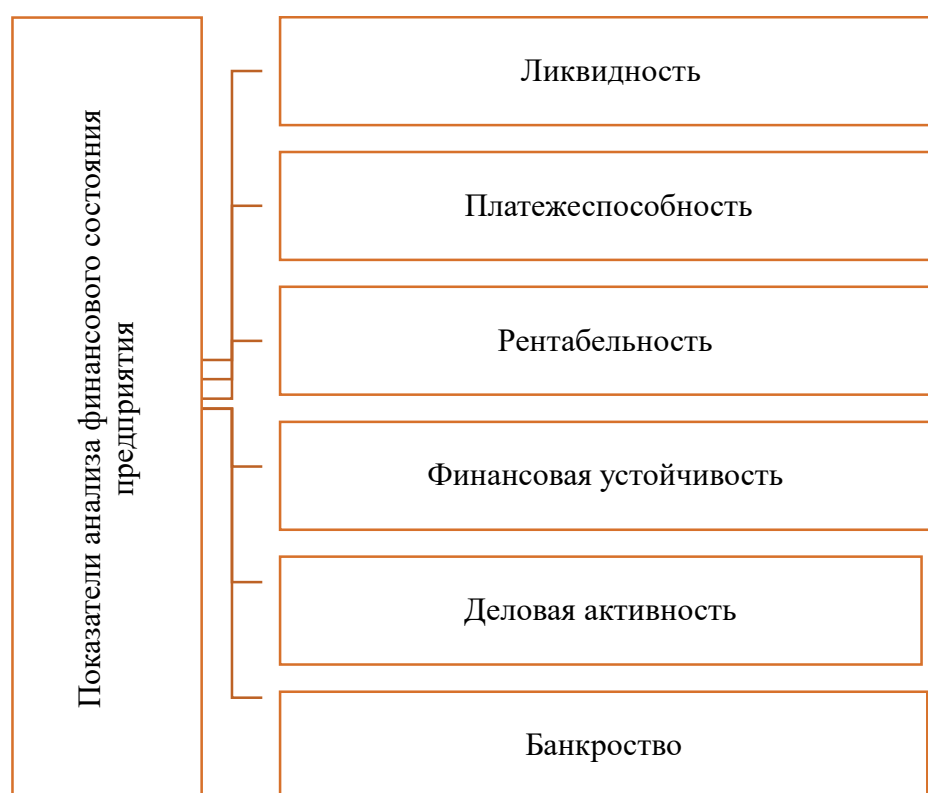 Показатели анализа финансового состояния
предприятия
Ликвидность
Платежеспособность
Рентабельность
Финансовая устойчивость
Деловая активность
Банкроство